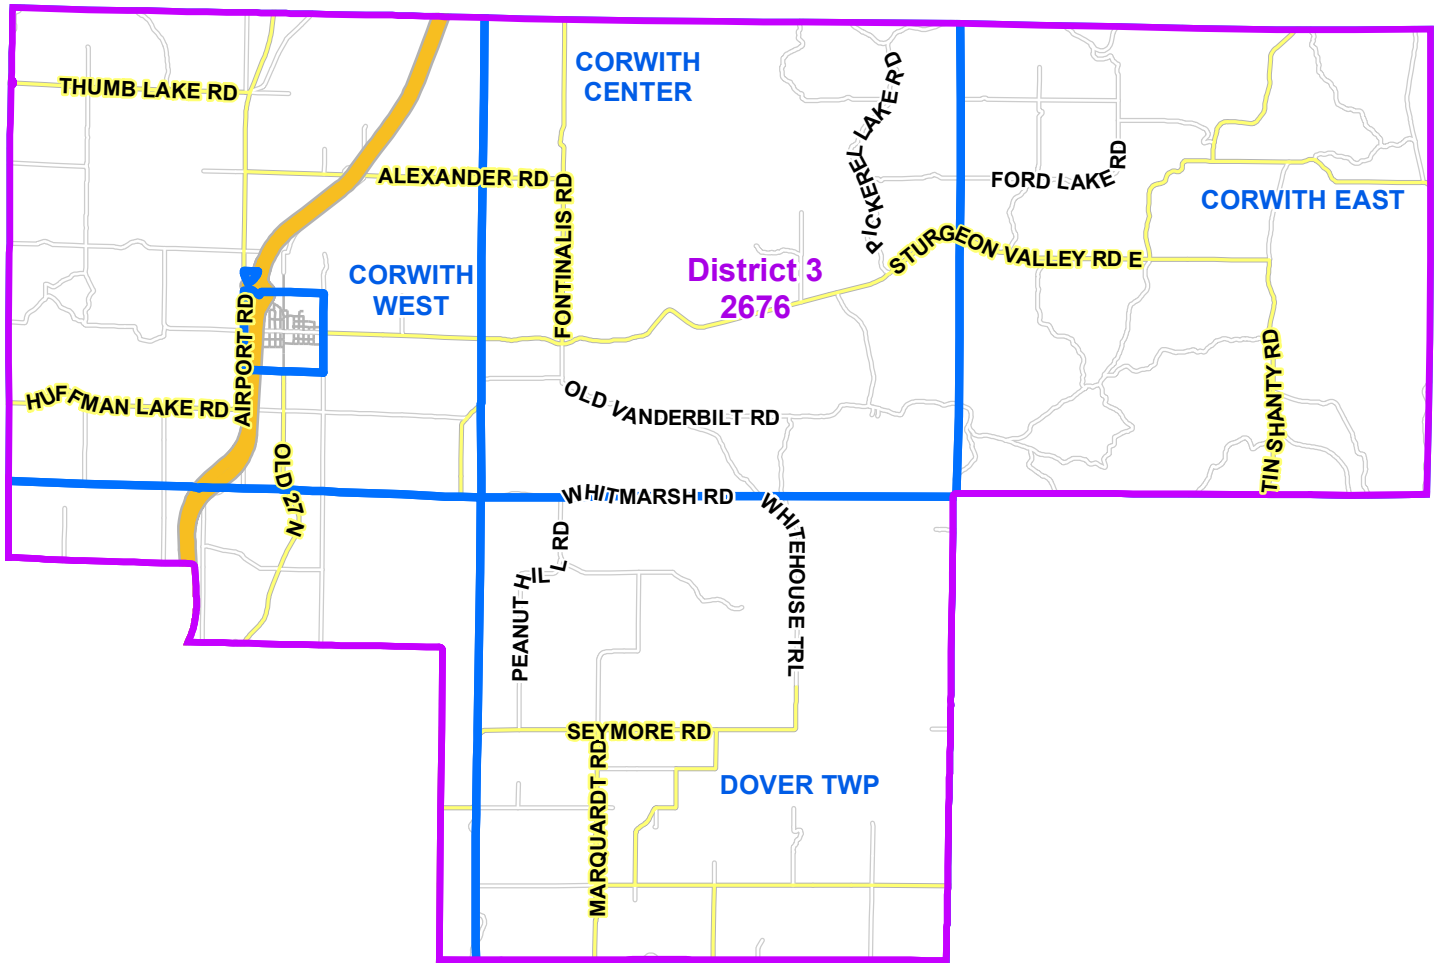 CORWITH
CENTER
THUMB LAKE RD
PICKEREL LAKE RD
ALEXANDER RD
FORD LAKE RD
CORWITH EAST
FONTINALIS RD
STURGEON VALLEY RD E
CORWITH
WEST
District 3
2676
AIRPORT RD
HUFFMAN LAKE RD
OLD VANDERBILT RD
TIN SHANTY RD
OLD 27 N
WHITMARSH RD
WHITEHOUSE TRL
PEANUT HILL RD
SEYMORE RD
MARQUARDT RD
DOVER TWP